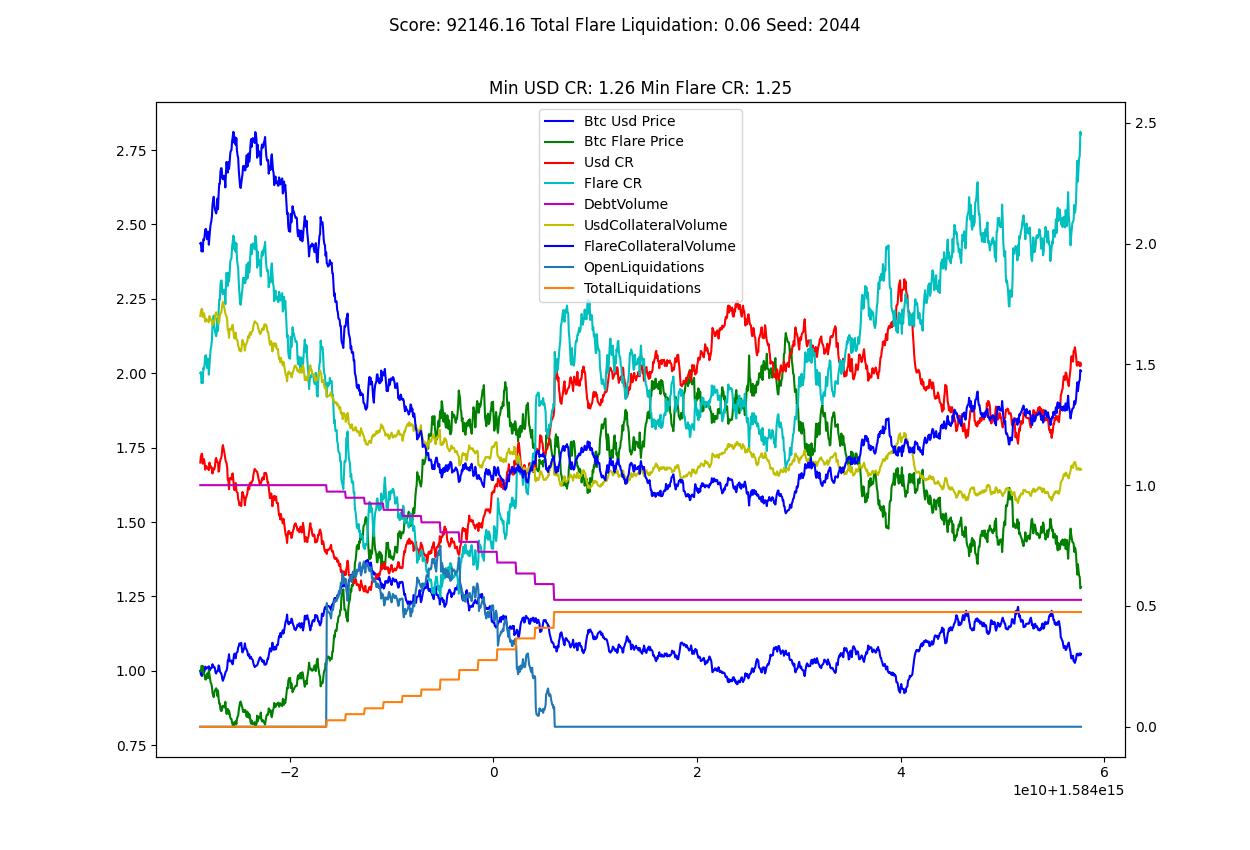 Score: 92146.16 Total Flare Liquidation: 0.06 Seed: 2044
Min USD CR: 1.26 Min Flare CR: 1.25
Btc Usd Price
Btc Flare Price
Usd CR
Flare CR
DebtVolume
UsdCollateralVolume
FlareCollateralVolume
OpenLiquidations
TotalLiquidations
2.75
2.50
2.25
2.00
1.75
1.50
1.25
1.00
0.75
2.5
2.0
1.5
1.0
0.5
0.0
−2
0
2
4
6
1e10+1.584e15